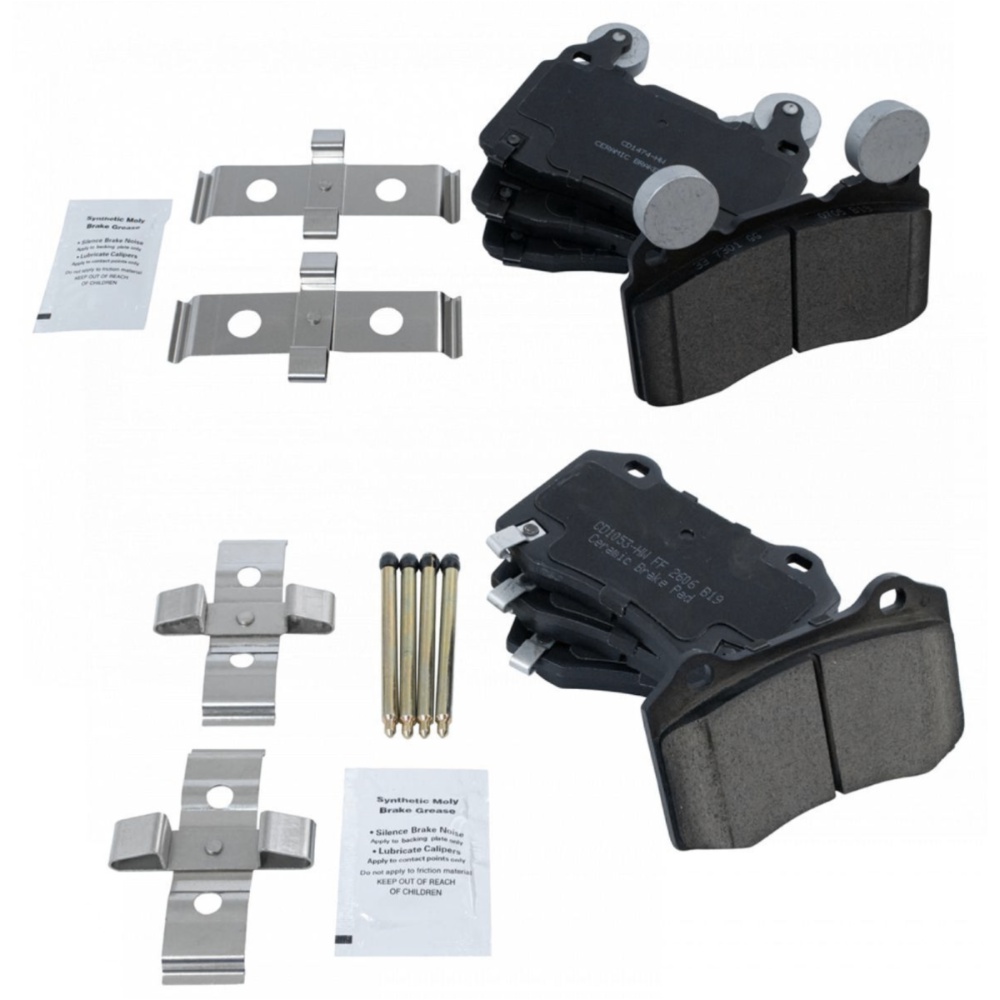 Synthetic Moly
Brake Grease
• Silence Brake Noise
Apply to backing plate only
• Lubricate Calipers
Apply to contact points only
Do not apply to friction material
KEEP OUT OF REACH
OF CHILDREN
CD1474-HW
CERAMIC BRAKE
CD1053-HW FF 2606 B19
Ceramic Brake Pad
Synthetic Moly
Brake Grease
• Silence Brake Noise
Apply to backing plate only
• Lubricate Calipers
Apply to contact points only
Do not apply to friction material
KEEP OUT OF REACH
OF CHILDREN